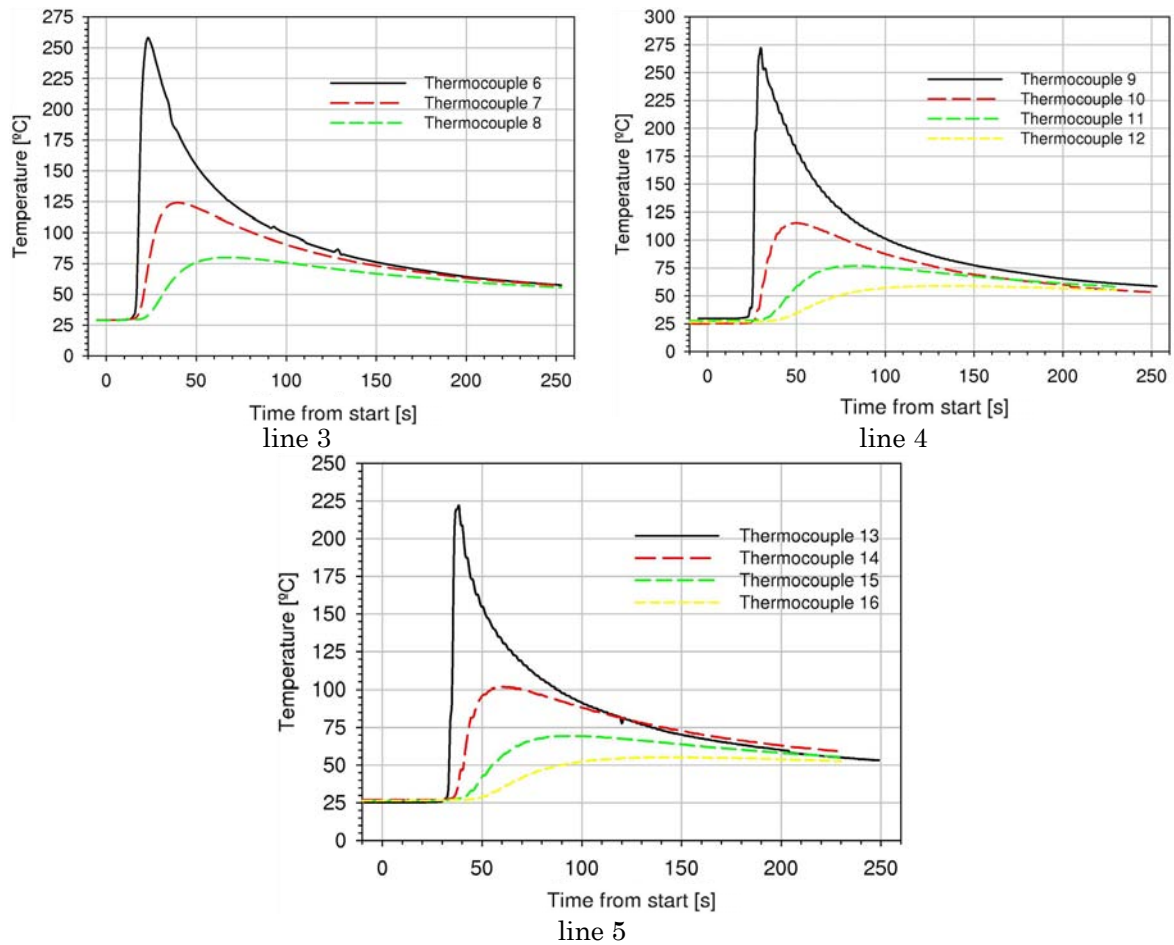 275
250
225
200
175
150
125
100
75
50
25
0
Temperature [ºC]
Thermocouple 6
Thermocouple 7
Thermocouple 8
0 50 100 150 200 250
Time from start [s]
line 3
300
275
250
225
200
175
150
125
100
75
50
25
0
Temperature [ºC]
Thermocouple 9
Thermocouple 10
Thermocouple 11
Thermocouple 12
0 50 100 150 200 250
Time from start [s]
line 4
250
225
200
175
150
125
100
75
50
25
0
Temperature [ºC]
Thermocouple 13
Thermocouple 14
Thermocouple 15
Thermocouple 16
0 50 100 150 200 250
Time from start [s]
line 5